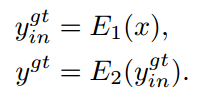 y_{in}^{gt} = E_1(x),
y^{gt} = E_2(y_{in}^{gt}).